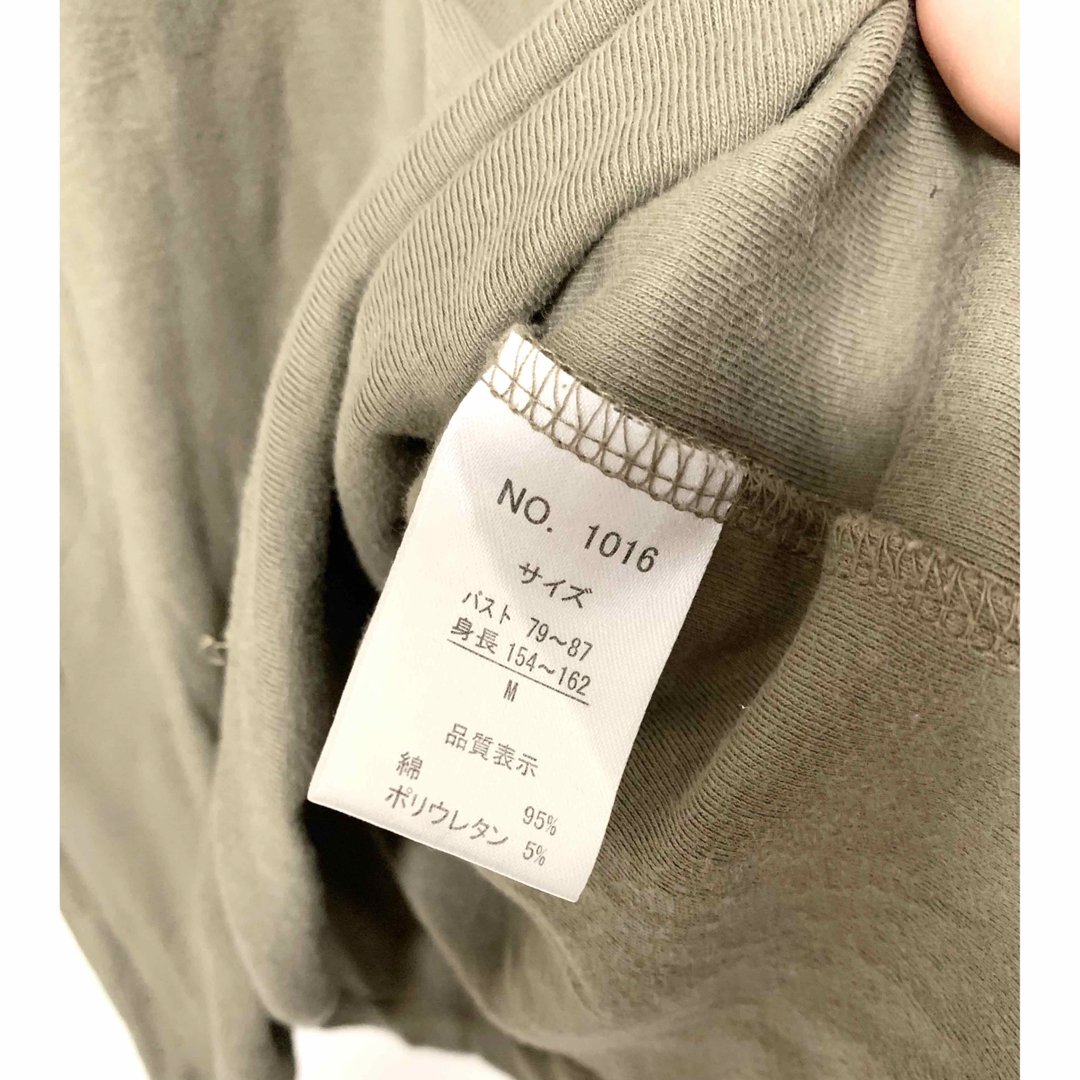 NO. 1016
サイズ
バスト 79～87
身長 154～162
M
品質表示
綿 95%
ポリウレタン 5%